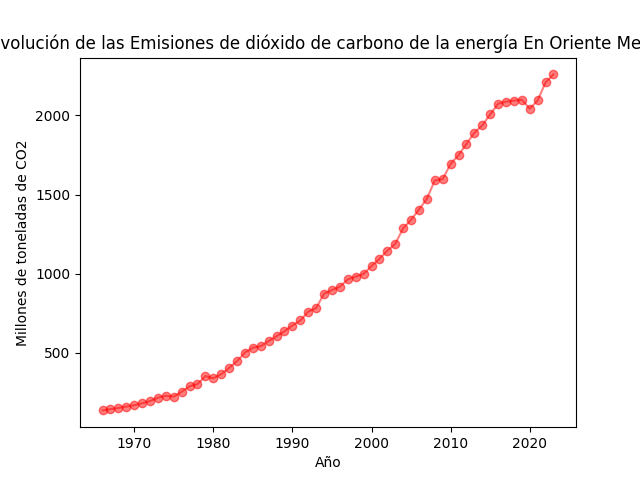 volución de las Emisiones de dióxido de carbono de la energía En Oriente Me
Millones de toneladas de CO2
2000
1500
1000
500
1970 1980 1990 2000 2010 2020
Año